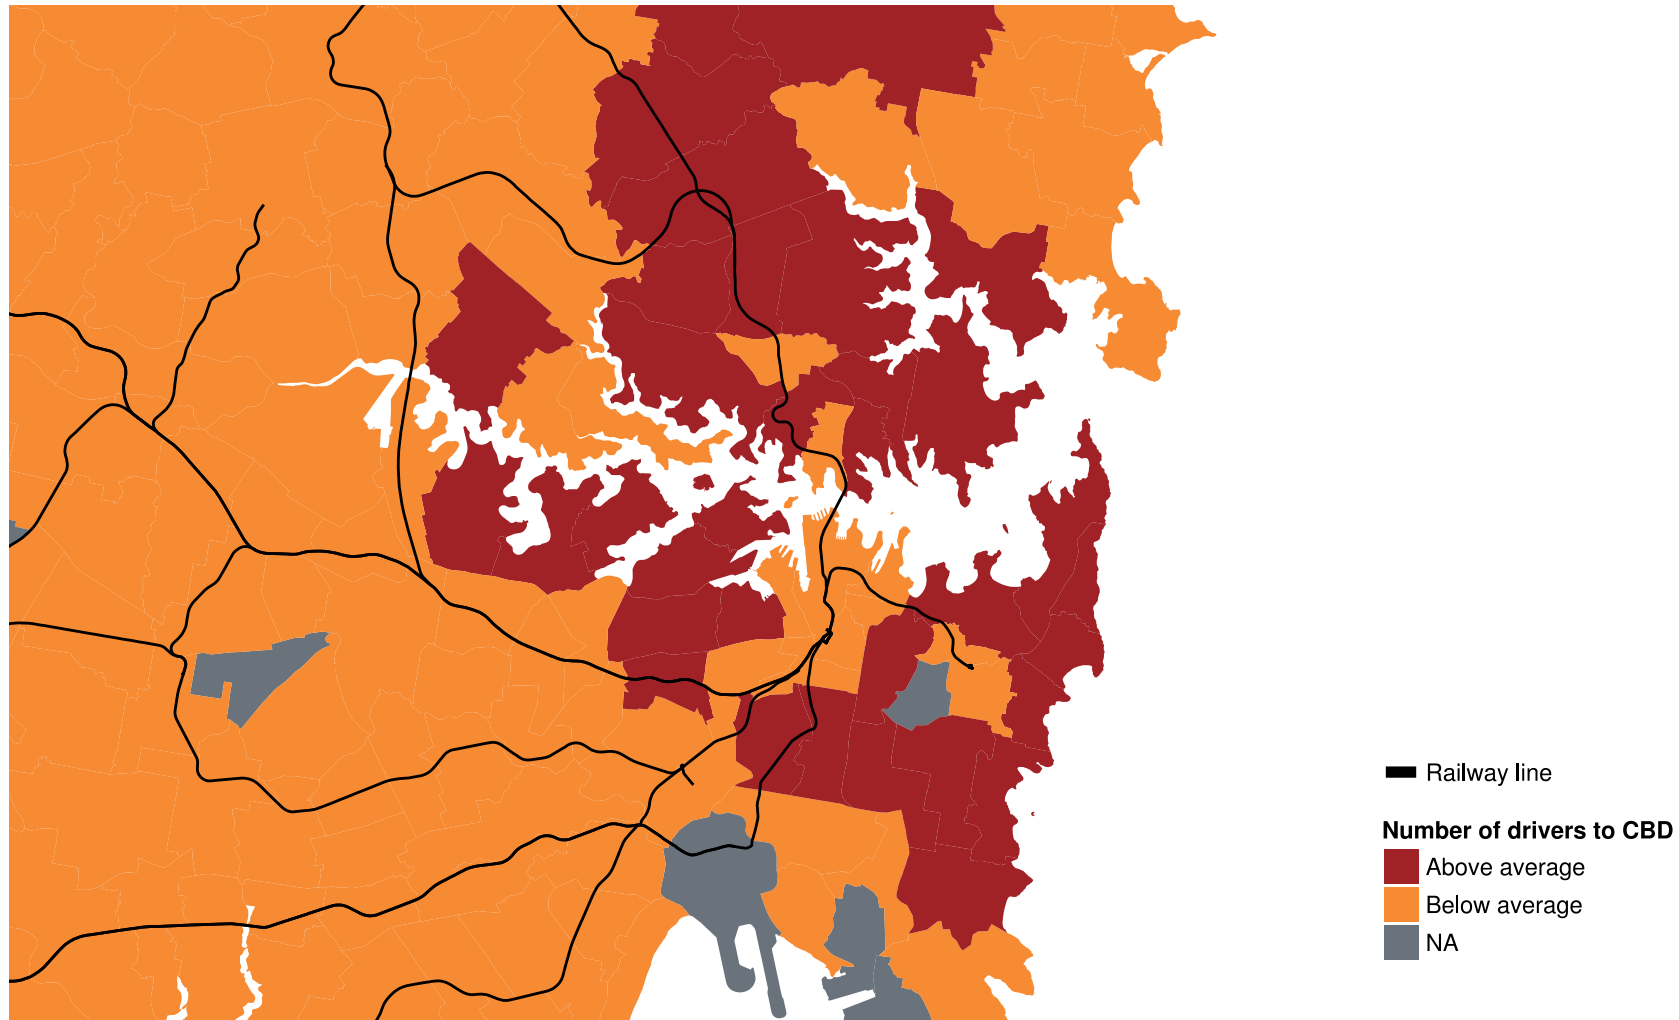 Railway line
Number of drivers to CBD
Above average
Below average
NA